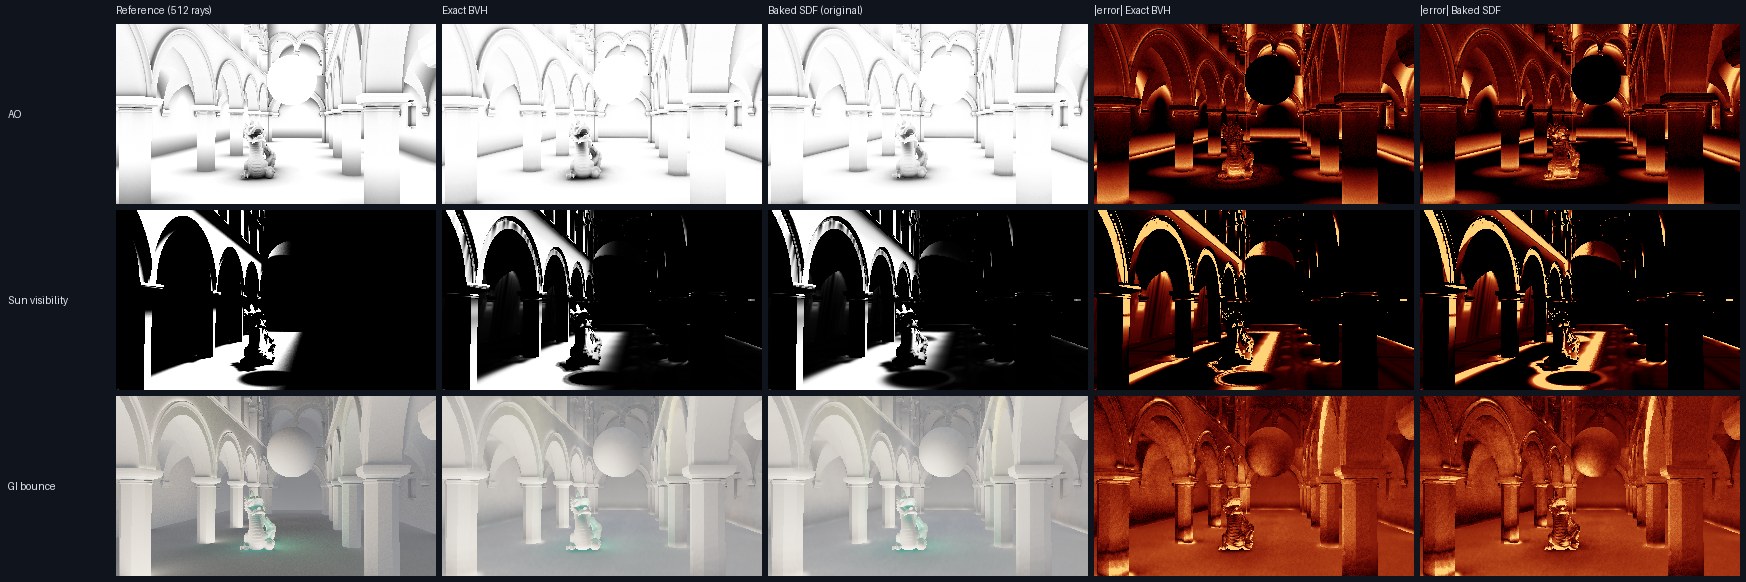 Reference (512 rays)
Exact BVH
Baked SDF (original)
|error| Exact BVH
|error| Baked SDF
AO
Sun visibility
GI bounce